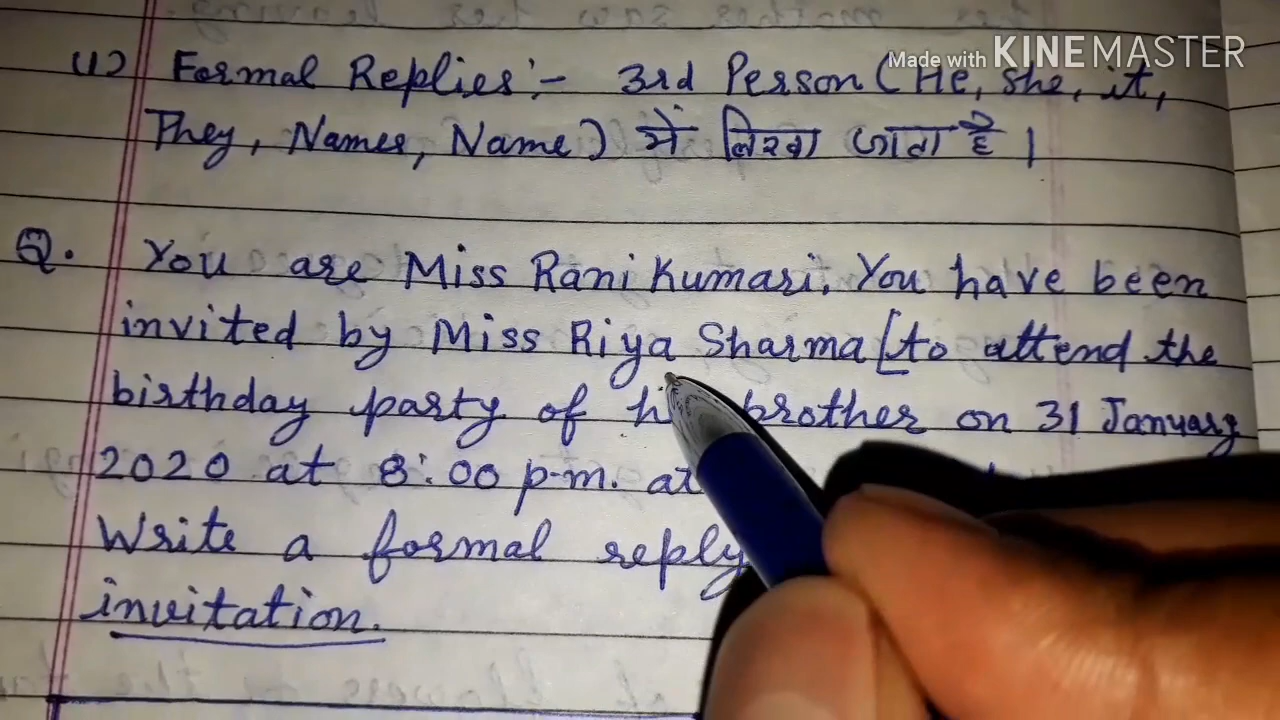 Made with KINEMASTER
(1) Formal Replies :- 3rd Person (He, she, it,
They, Names, Name) में लिखा जाता है।
Q. You are Miss Rani Kumari. You have been
invited by Miss Riya Sharma [to attend the
birthday party of brother on 31 January
2020 at 8:00 p.m. at
Write a formal reply
invitation.